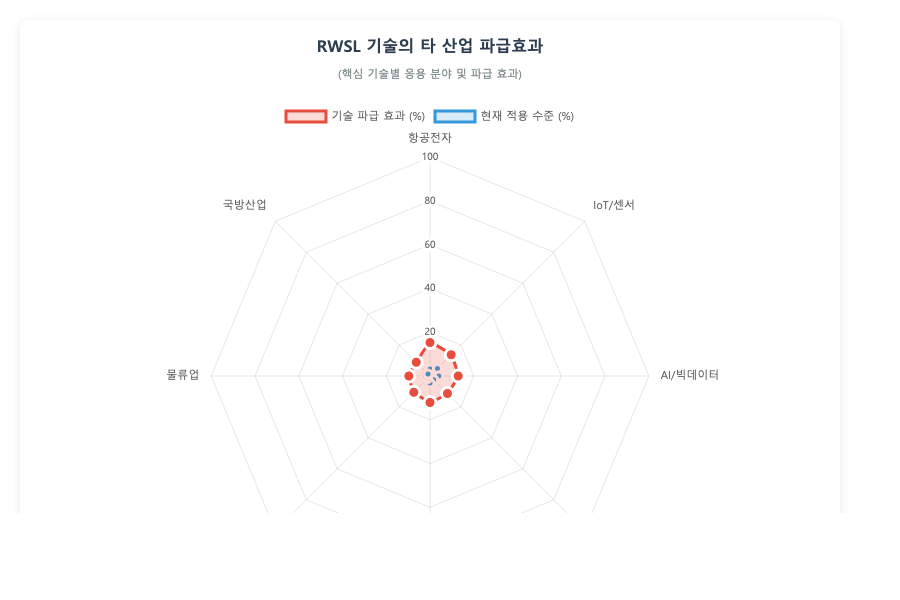 RWSL 기술의 타 산업 파급효과
(핵심 기술별 응용 분야 및 파급 효과)
기술 파급 효과 (%) 현재 적용 수준 (%)
항공전자
100
국방산업
IoT/센서
80
60
40
20
물류업
AI/빅데이터